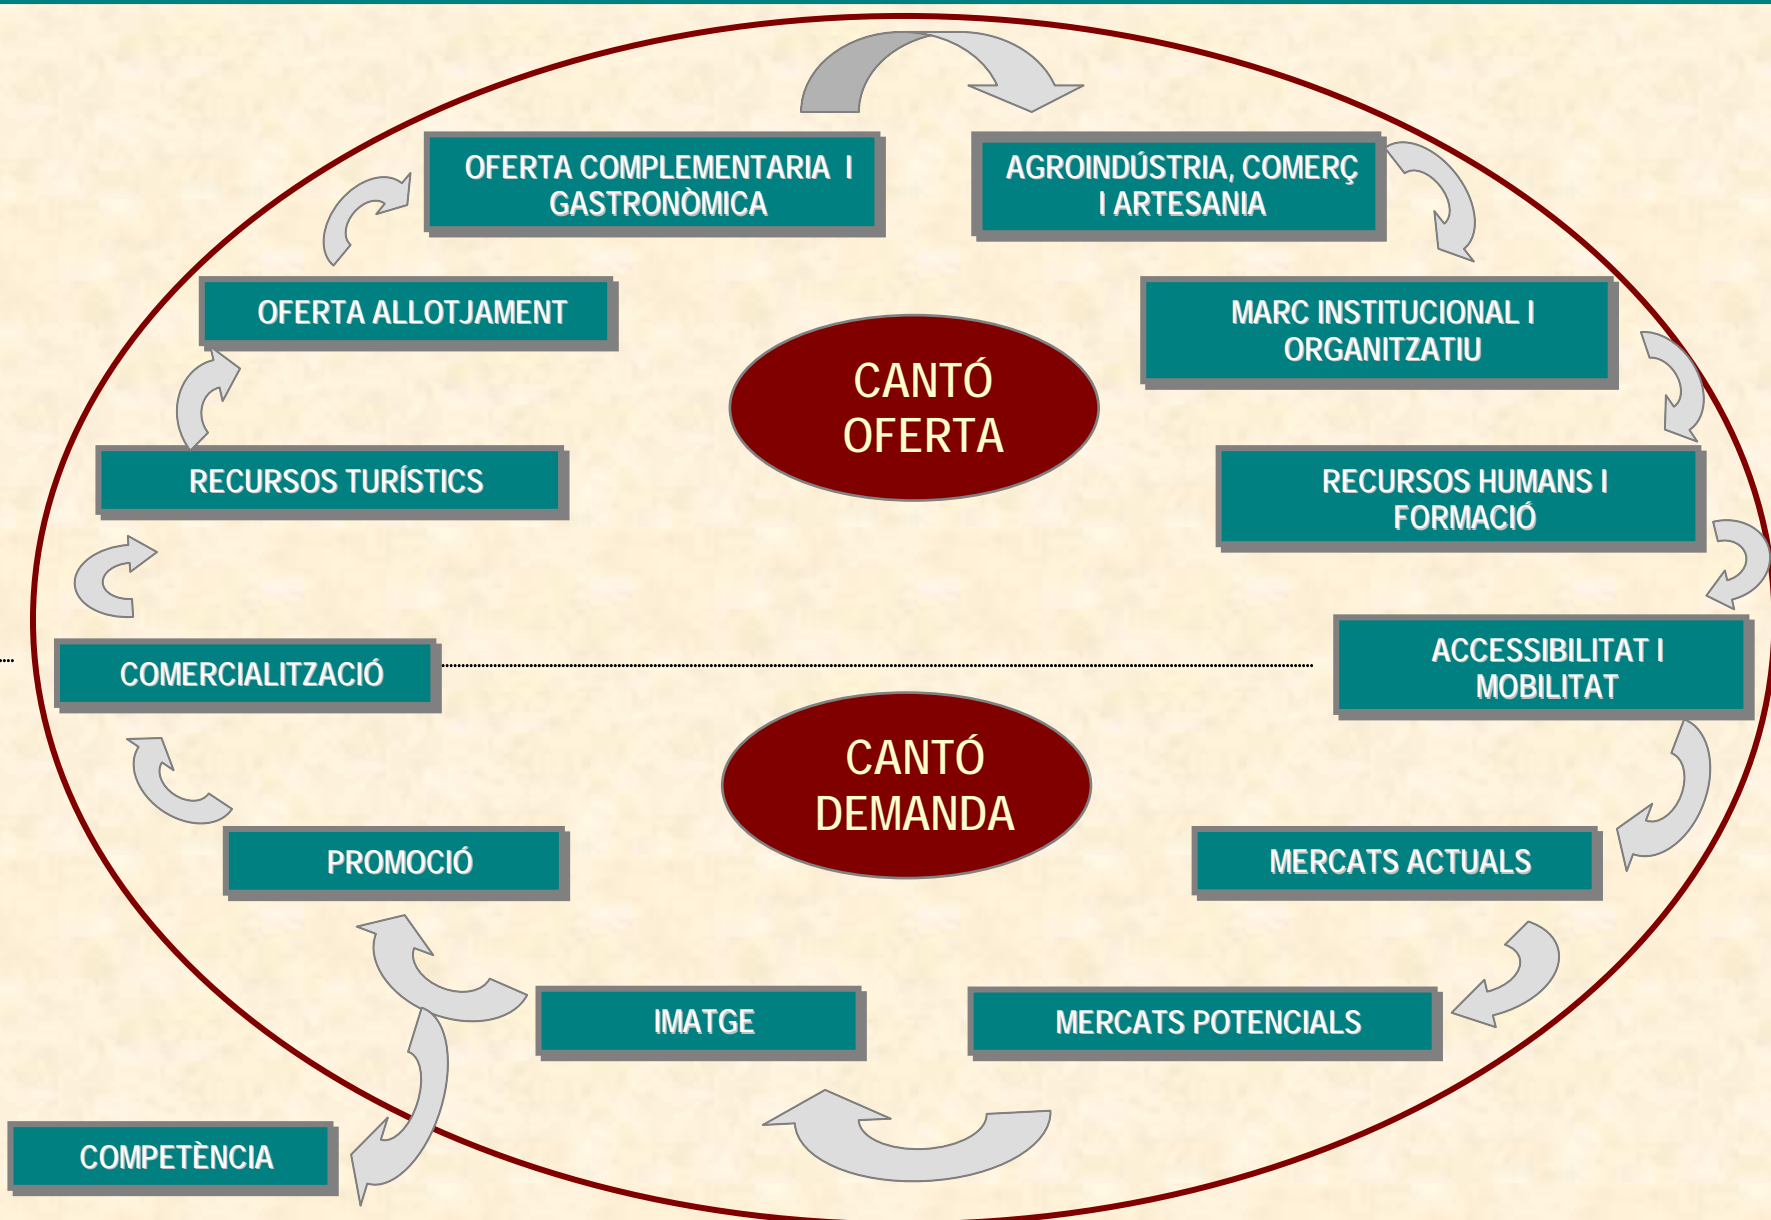 OFERTA COMPLEMENTARIA I
GASTRONÒMICA
AGROINDÚSTRIA, COMERÇ
I ARTESANIA
OFERTA ALLOTJAMENT
MARC INSTITUCIONAL I
ORGANITZATIU
CANTÓ
OFERTA
RECURSOS TURÍSTICS
RECURSOS HUMANS I
FORMACIÓ
COMERCIALITZACIÓ
ACCESSIBILITAT I
MOBILITAT
CANTÓ
DEMANDA
PROMOCIÓ
MERCATS ACTUALS
IMATGE
MERCATS POTENCIALS
COMPETÈNCIA